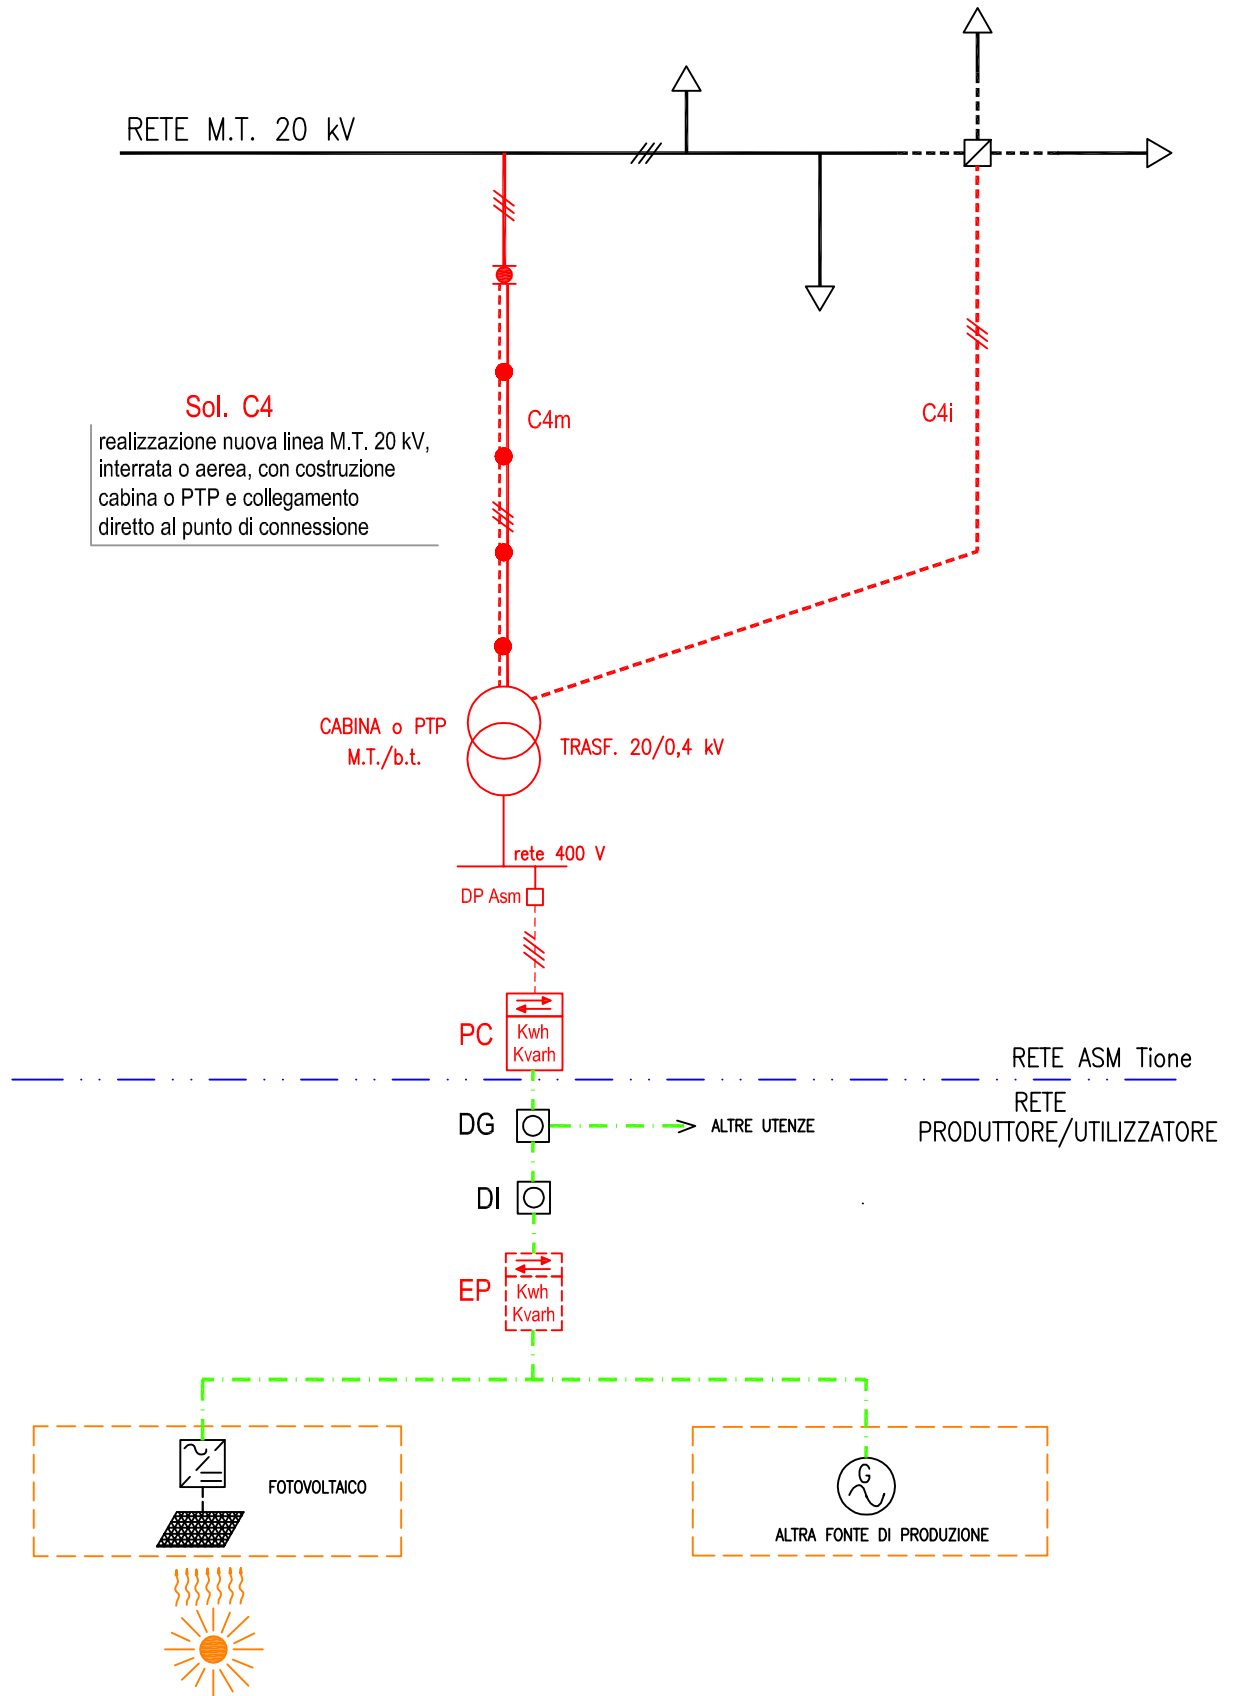 RETE M.T. 20 kV
Sol. C4
realizzazione nuova linea M.T. 20 kV,
interrata o aerea, con costruzione
cabina o PTP e collegamento
diretto al punto di connessione
C4m
C4i
CABINA o PTP
M.T./b.t.
TRASF. 20/0,4 kV
rete 400 V
DP Asm
PC
Kwh
Kvarh
RETE ASM Tione
RETE
PRODUTTORE/UTILIZZATORE
DG
ALTRE UTENZE
DI
EP
Kwh
Kvarh
FOTOVOLTAICO
G
ALTRA FONTE DI PRODUZIONE